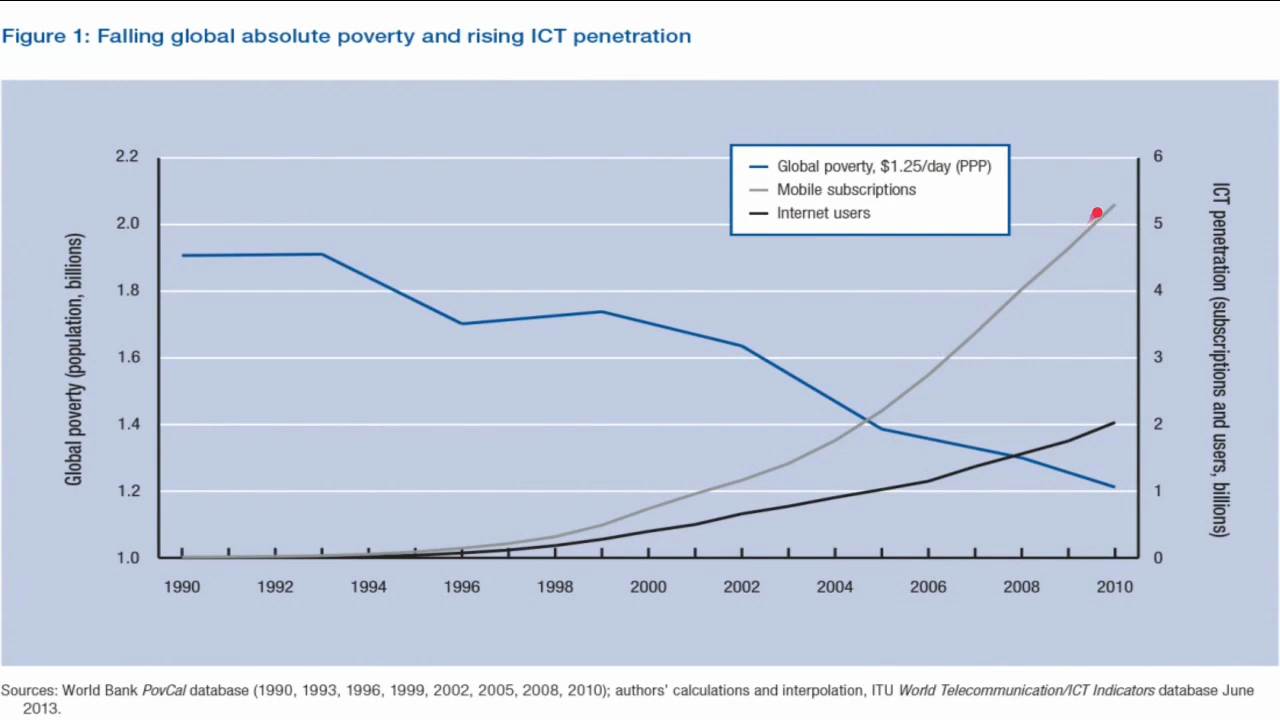 Figure 1: Falling global absolute poverty and rising ICT penetration
Global poverty (population, billions)
2.2
2.0
1.8
1.6
1.4
1.2
1.0
Global poverty, $1.25/day (PPP)
Mobile subscriptions
Internet users
6
5
4
3
2
1
0
ICT penetration (subscriptions and users, billions)
1990 1992 1994 1996 1998 2000 2002 2004 2006 2008 2010
Sources: World Bank PovCal database (1990, 1993, 1996, 1999, 2002, 2005, 2008, 2010); authors' calculations and interpolation, ITU World Telecommunication/ICT Indicators database June
2013.